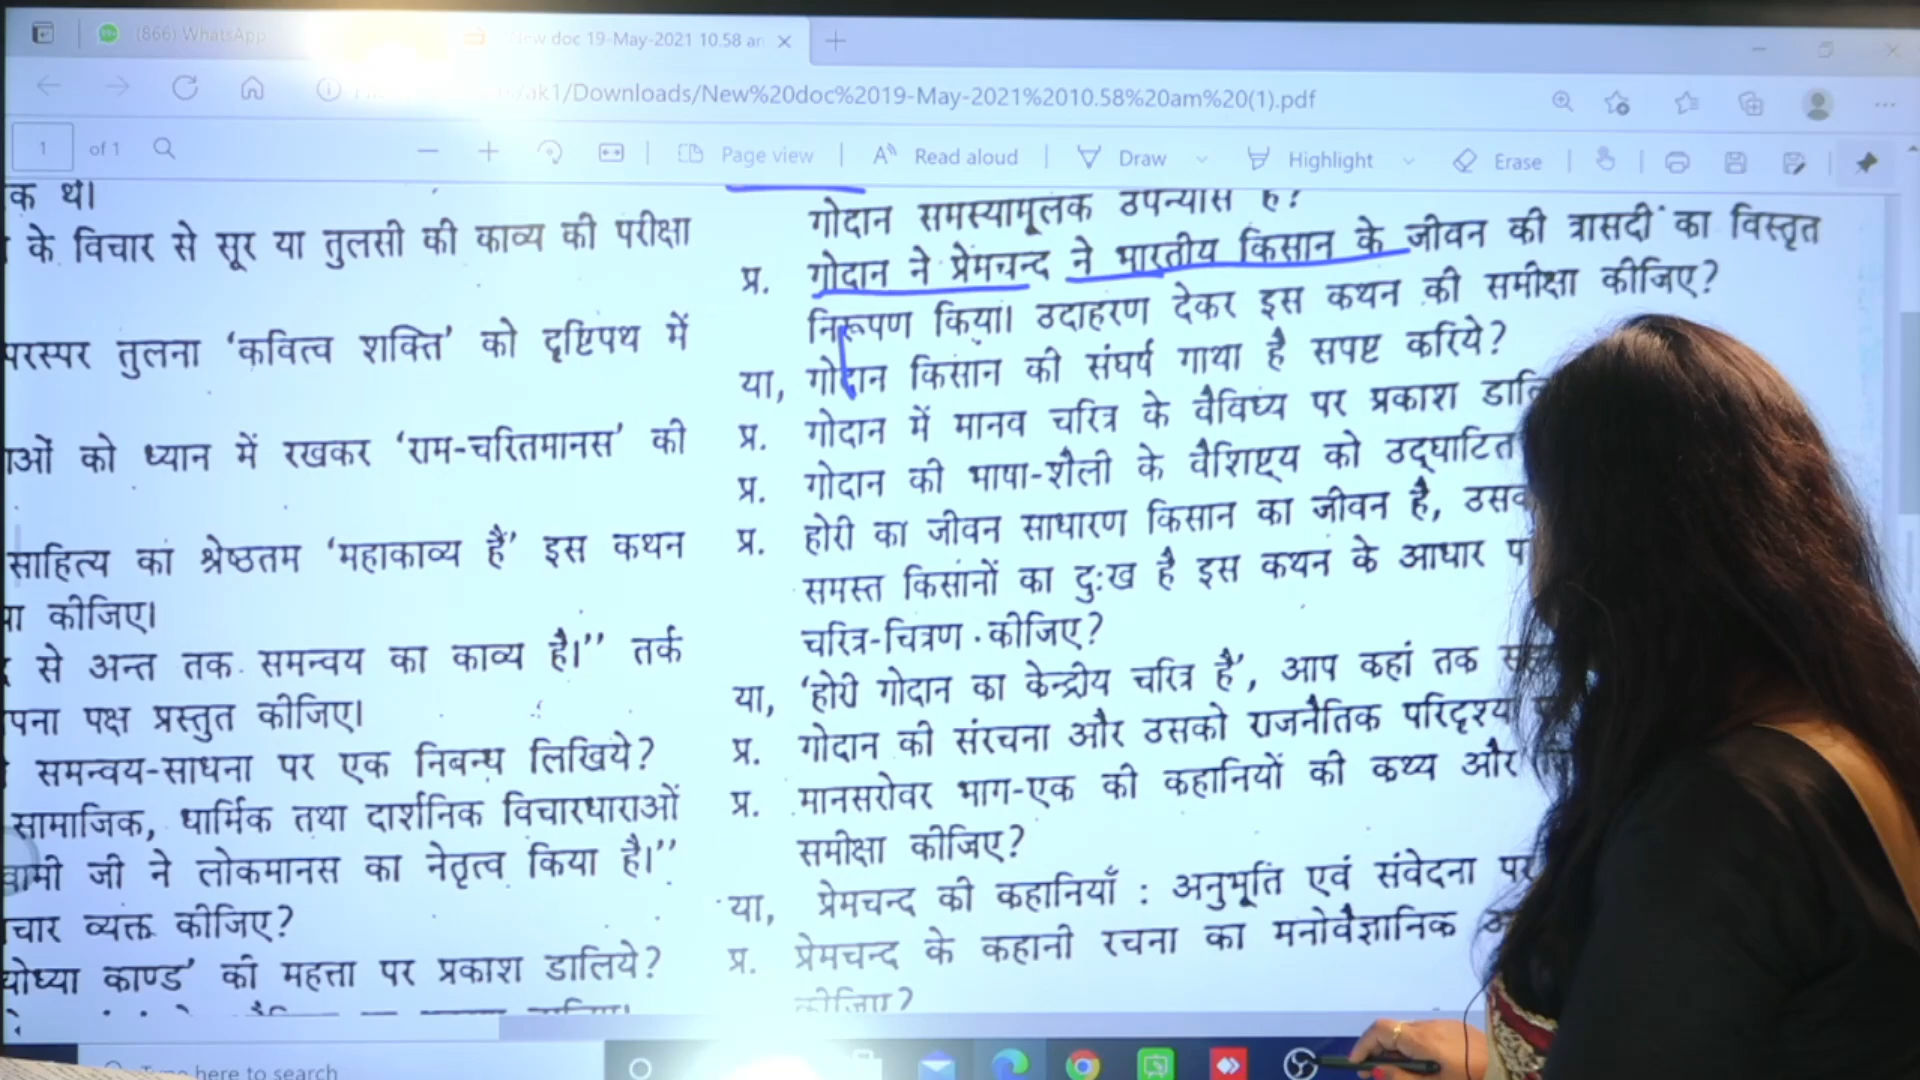 (866) WhatsApp
New doc 19-May-2021 10.58 am
/Downloads/New%20doc%2019-May-2021%2010.58%20am%20(1).pdf
1 of 1
Page view
Read aloud
Draw
Highlight
Erase
क थे।
के विचार से सूर या तुलसी की काव्य की परीक्षा
परस्पर तुलना ‘कवित्व शक्ति’ को दृष्टिपथ में
ओं को ध्यान में रखकर ‘राम-चरितमानस’ की
साहित्य का श्रेष्ठतम ‘महाकाव्य है’ इस कथन
कीजिए।
से अन्त तक समन्वय का काव्य है।’’ तर्क
पक्ष प्रस्तुत कीजिए।
समन्वय-साधना पर एक निबन्ध लिखिये?
सामाजिक, धार्मिक तथा दार्शनिक विचारधाराओं
जी ने लोकमानस का नेतृत्व किया है।’’
व्यक्त कीजिए?
काण्ड’ की महत्ता पर प्रकाश डालिये?
गोदान समस्यामूलक उपन्यास है?
प्र. गोदान ने प्रेमचन्द ने भारतीय किसान के जीवन की त्रासदी का विस्तृत
निरूपण किया। उदाहरण देकर इस कथन की समीक्षा कीजिए?
या, गोदान किसान की संघर्ष गाथा है सपष्ट करिये?
प्र. गोदान में मानव चरित्र के वैविध्य पर प्रकाश
प्र. गोदान की भाषा-शैली के वैशिष्ट्य को उद्घाटित
प्र. होरी का जीवन साधारण किसान का जीवन है,
समस्त किसानों का दुःख है इस कथन के आधार
चरित्र-चित्रण कीजिए?
या, ‘होरी गोदान का केन्द्रीय चरित्र है’, आप कहां तक
प्र. गोदान की संरचना और उसको राजनैतिक परिदृश्य
प्र. मानसरोवर भाग-एक की कहानियों की कथ्य और
समीक्षा कीजिए?
या, प्रेमचन्द की कहानियाँ : अनुभूति एवं संवेदना पर
प्र. प्रेमचन्द के कहानी रचना का मनोवैज्ञानिक
कीजिए?
here to search